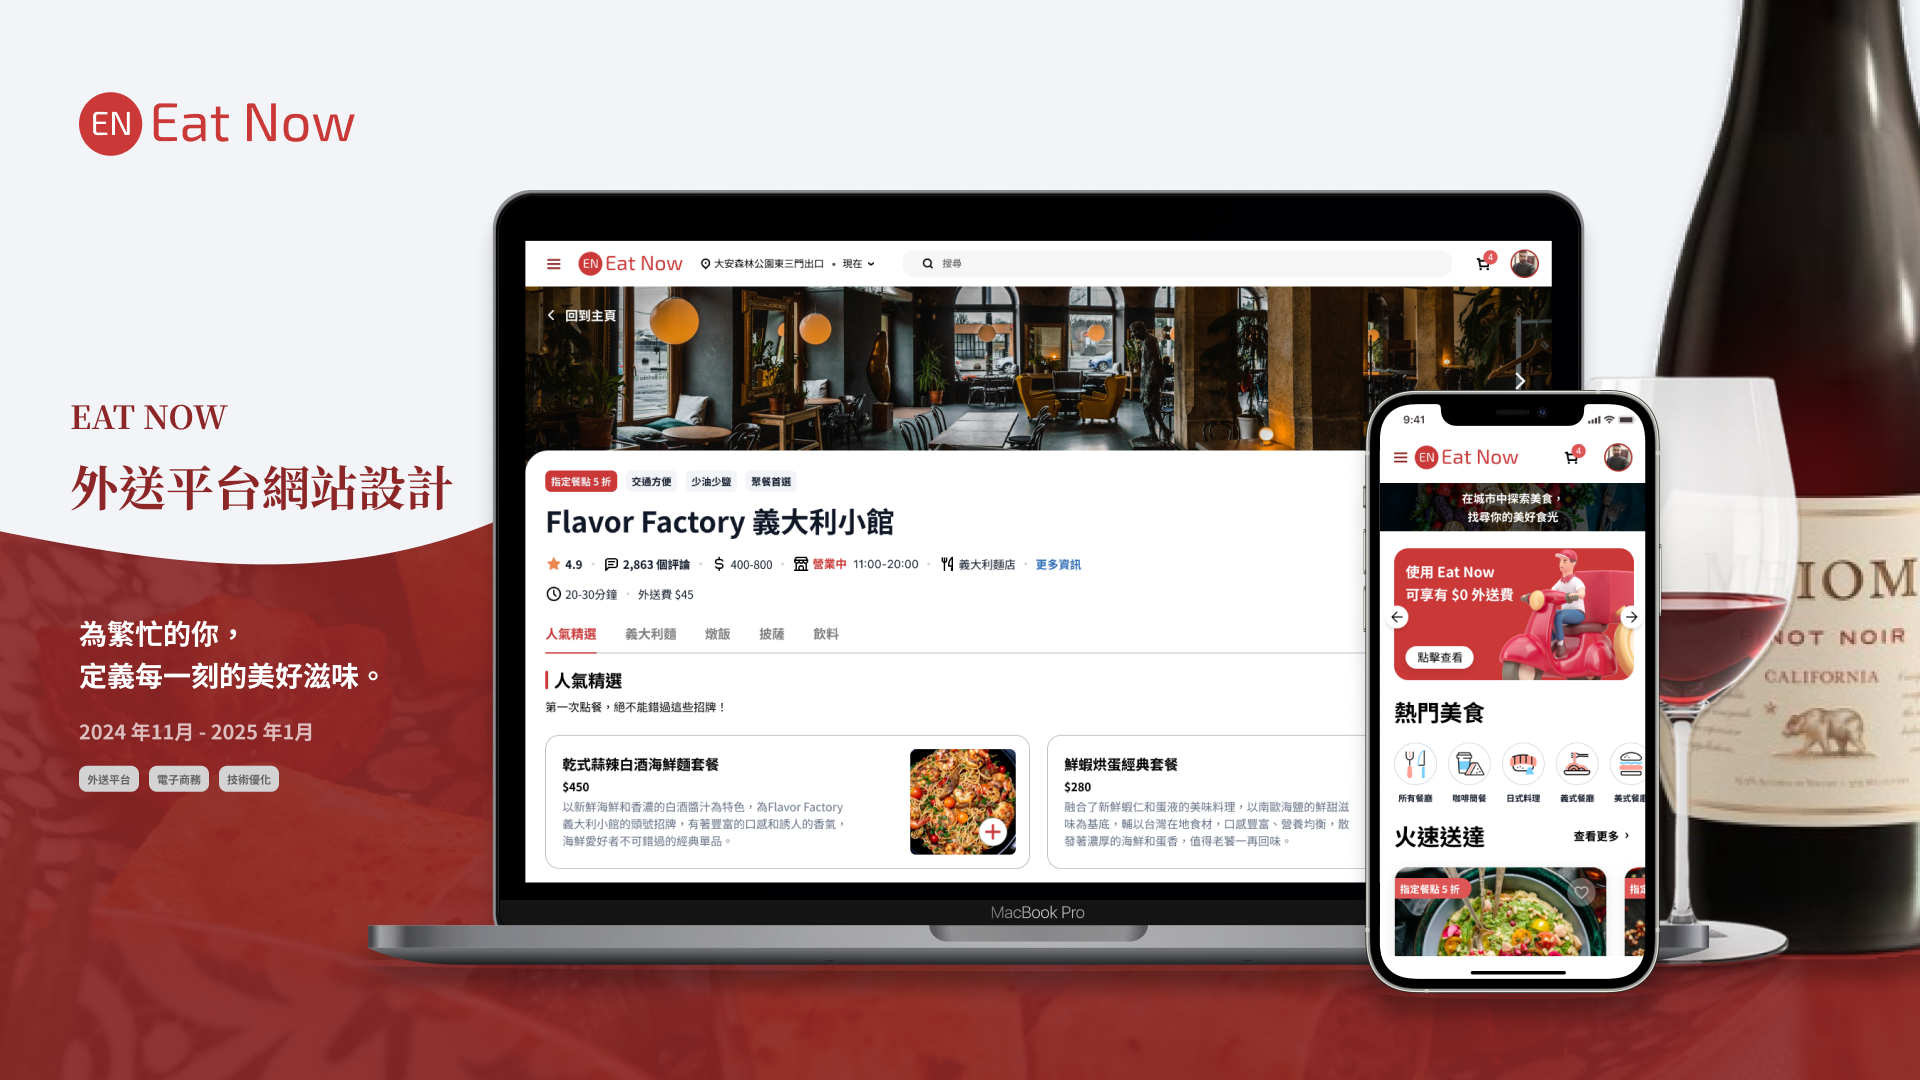 EN Eat Now
EAT NOW
外送平台網站設計
為繁忙的你，
定義每一刻的美好滋味。
2024 年11月 - 2025 年1月
外送平台 電子商務 技術優化
EN Eat Now 大安森林公園東三門出口 • 現在 搜尋 4
回到主頁
指定餐點 5 折 交通方便 少油少鹽 聚餐首選
Flavor Factory 義大利小館
4.9 • 2,863 個評論 • $ 400-800 • 營業中 11:00-20:00 • 義大利麵店 • 更多資訊
20-30分鐘 • 外送費 $45
人氣精選 義大利麵 燉飯 披薩 飲料
人氣精選
第一次點餐，絕不能錯過這些招牌！
乾式蒜辣白酒海鮮麵套餐
$450
以新鮮海鮮和香濃的白酒醬汁為特色，為Flavor Factory
義大利小館的頭號招牌，有著豐富的口感和誘人的香氣，
海鮮愛好者不可錯過的經典單品。
鮮蝦烘蛋經典套餐
$280
融合了新鮮蝦仁和蛋液的美味料理，以南歐海鹽的鮮甜滋
味為基底，輔以台灣在地食材，口感豐富、營養均衡，散
發著濃厚的海鮮和蛋香，值得老饕一再回味。
MacBook Pro
9:41
EN Eat Now 4
在城市中探索美食，
找尋你的美好食光
使用 Eat Now
可享有 $0 外送費
點擊查看
熱門美食
所有餐廳 咖啡簡餐 日式料理 義式餐廳 美式餐廳
火速送達 查看更多
指定餐點 5 折 指定
EIOM
NOT NOIR
CALIFORNIA